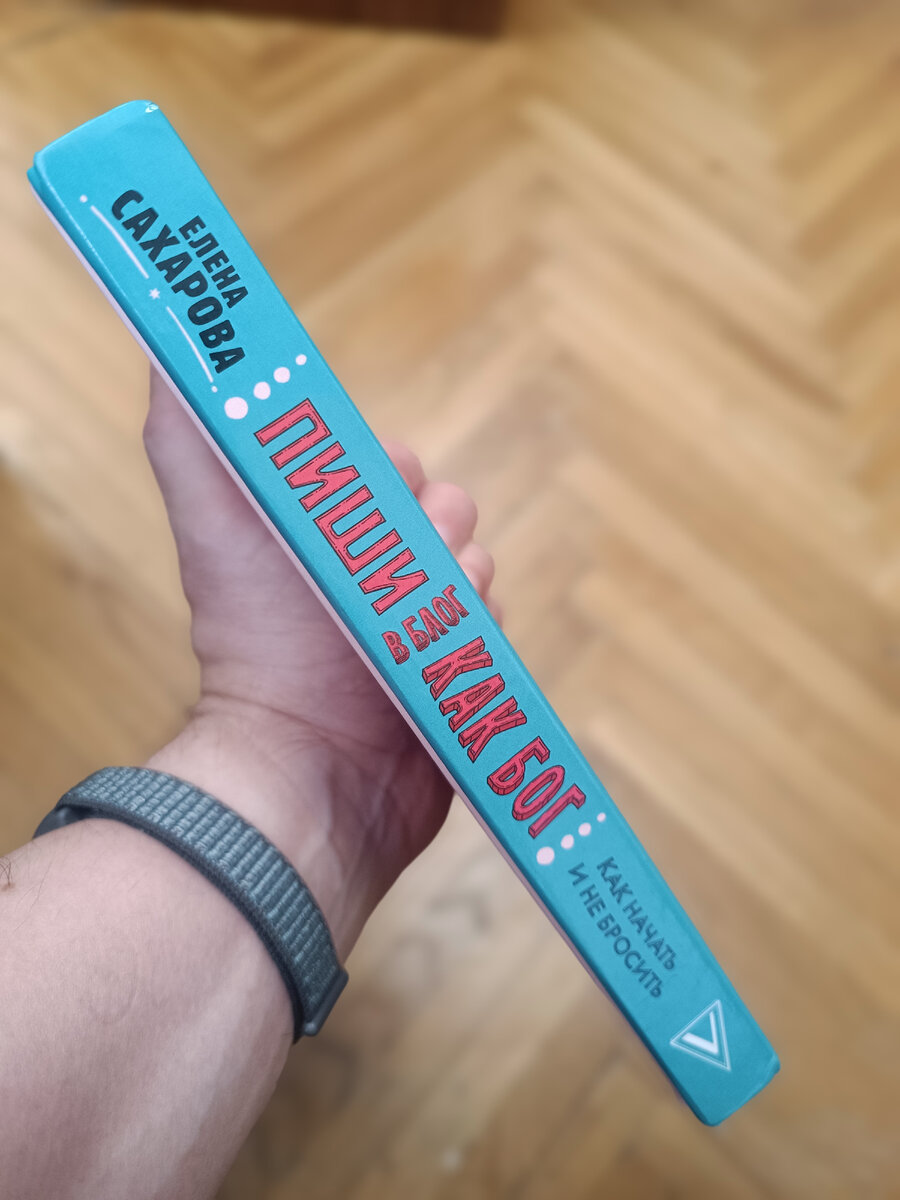 ЕЛЕНА
САХАРОВА
ПИШИ
В БЛОГ
КАК БОГ
КАК НАЧАТЬ
И НЕ БРОСИТЬ